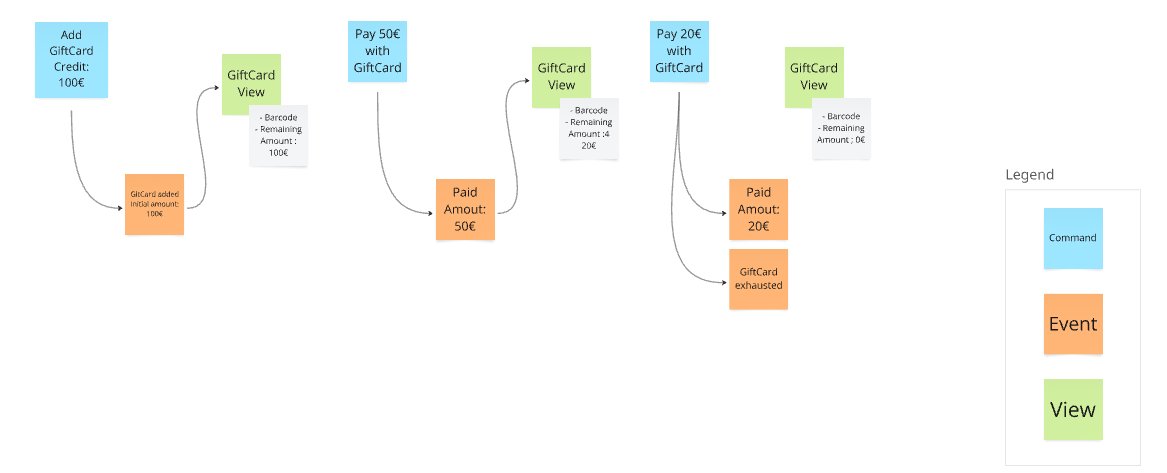 Add
GiftCard
Credit:
100€
GiftCard
View
- Barcode
- Remaining
Amount :
100€
GitCard added
initial amount:
100€
Pay 50€
with
GiftCard
GiftCard
View
- Barcode
- Remaining
Amount :4
20€
Paid
Amout:
50€
Pay 20€
with
GiftCard
GiftCard
View
- Barcode
- Remaining
Amount ; 0€
Paid
Amout:
20€
GiftCard
exhausted
Legend
Command
Event
View